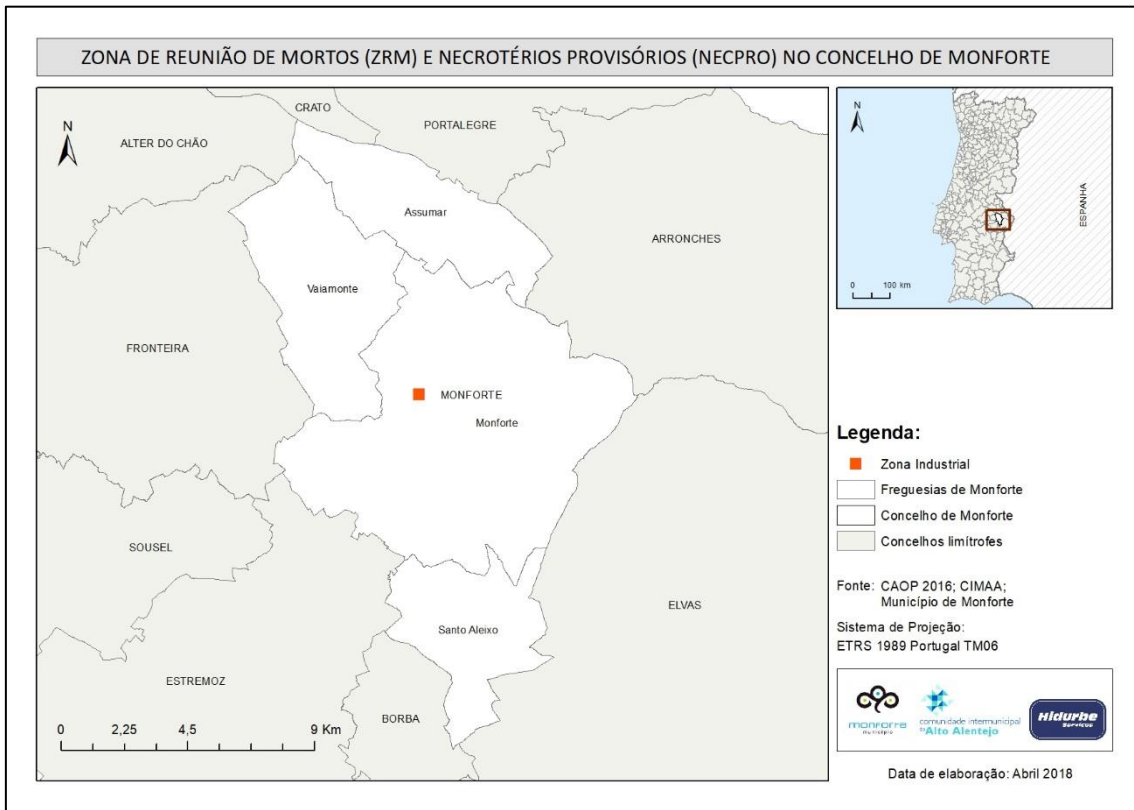 ZONA DE REUNIÃO DE MORTOS (ZRM) E NECROTÉRIOS PROVISÓRIOS (NECPRO) NO CONCELHO DE MONFORTE
N
CRATO
PORTALEGRE
ALTER DO CHÃO
Assumar
ARRONCHES
Vaiamonte
FRONTEIRA
MONFORTE
Monforte
SOUSEL
ELVAS
Santo Aleixo
ESTREMOZ
BORBA
0 2,25 4,5 9 Km
N
ESPANHA
0 100 km
Legenda:
Zona Industrial
Freguesias de Monforte
Concelho de Monforte
Concelhos limítrofes
Fonte: CAOP 2016; CIMAA;
Município de Monforte
Sistema de Projeção:
ETRS 1989 Portugal TM06
monforte
município
comunidade intermunicipal
do Alto Alentejo
Hidurbe
Serviços
Data de elaboração: Abril 2018